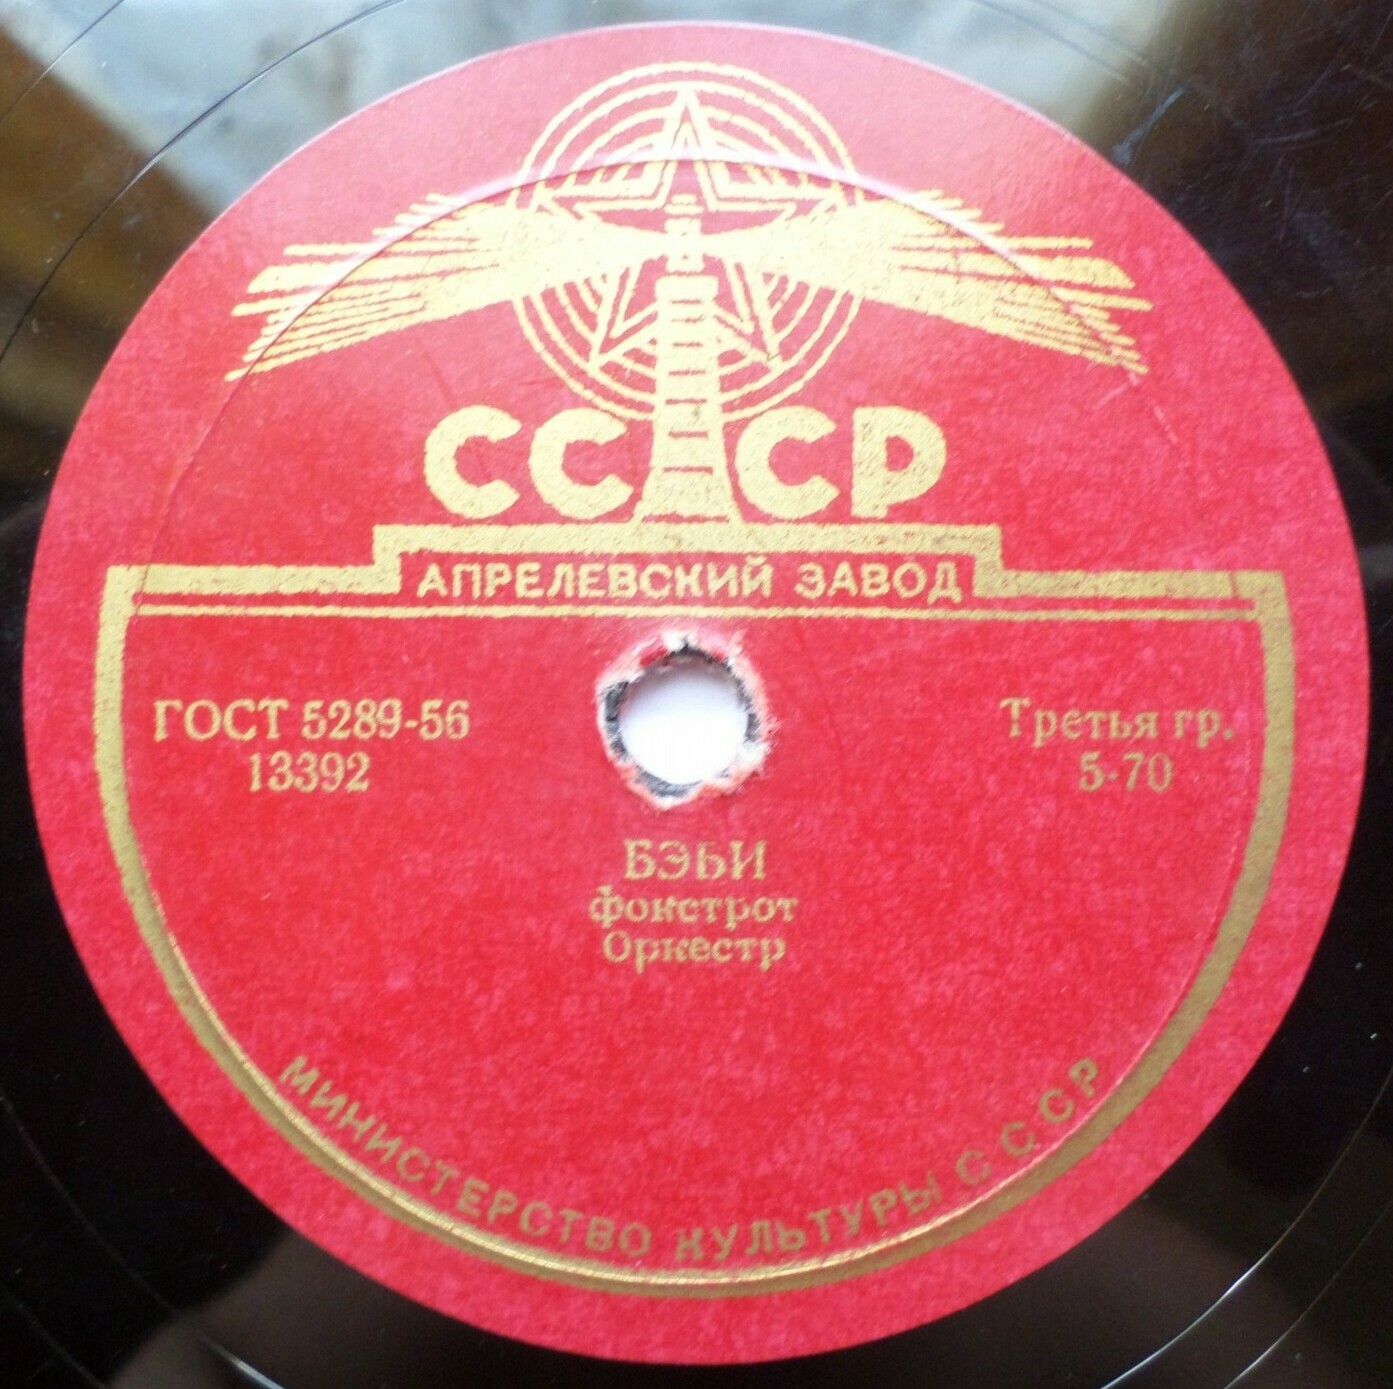 СССР
АПРЕЛЕВСКИЙ ЗАВОД
ГОСТ 5289-56
13392
Третья гр.
5-70
БЭБИ
фокстрот
Оркестр
МИНИСТЕРСТВО КУЛЬТУРЫ СССР